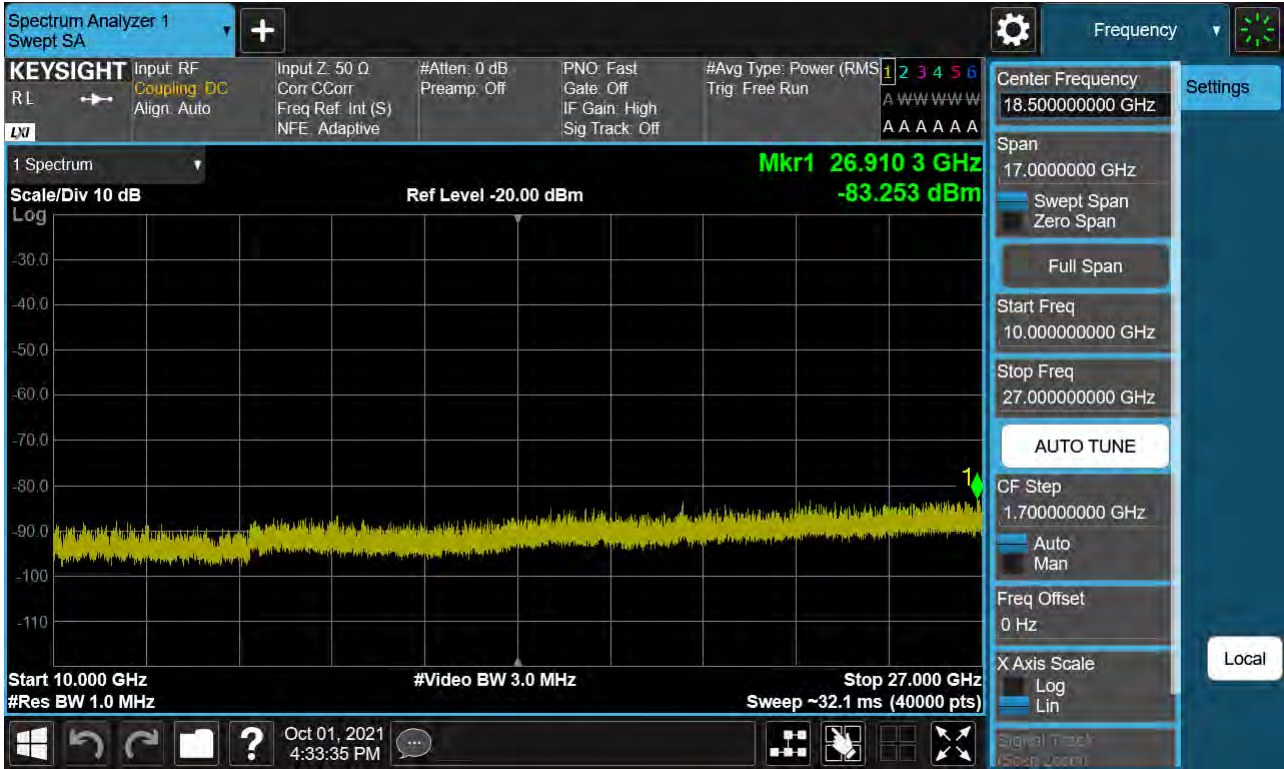 Spectrum Analyzer 1
Swept SA
+
Frequency
KEYSIGHT
RL
LXI
Input: RF
Coupling: DC
Align: Auto
Input Z: 50 Ω
Corr CCorr
Freq Ref: Int (S)
NFE: Adaptive
#Atten: 0 dB
Preamp: Off
PNO: Fast
Gate: Off
IF Gain: High
Sig Track: Off
#Avg Type: Power (RMS
Trig: Free Run
1 2 3 4 5 6
A W W W W W
A A A A A A
1 Spectrum
Scale/Div 10 dB
Ref Level -20.00 dBm
Mkr1 26.910 3 GHz
-83.253 dBm
Log
-30.0
-40.0
-50.0
-60.0
-70.0
-80.0
-90.0
-100
-110
1
Start 10.000 GHz
#Video BW 3.0 MHz
Stop 27.000 GHz
#Res BW 1.0 MHz
Sweep ~32.1 ms (40000 pts)
Center Frequency
18.500000000 GHz
Span
17.0000000 GHz
Swept Span
Zero Span
Full Span
Start Freq
10.000000000 GHz
Stop Freq
27.000000000 GHz
AUTO TUNE
CF Step
1.700000000 GHz
Auto
Man
Freq Offset
0 Hz
X Axis Scale
Log
Lin
Signal Track
(Span Zoom)
Settings
Local
?
Oct 01, 2021
4:33:35 PM